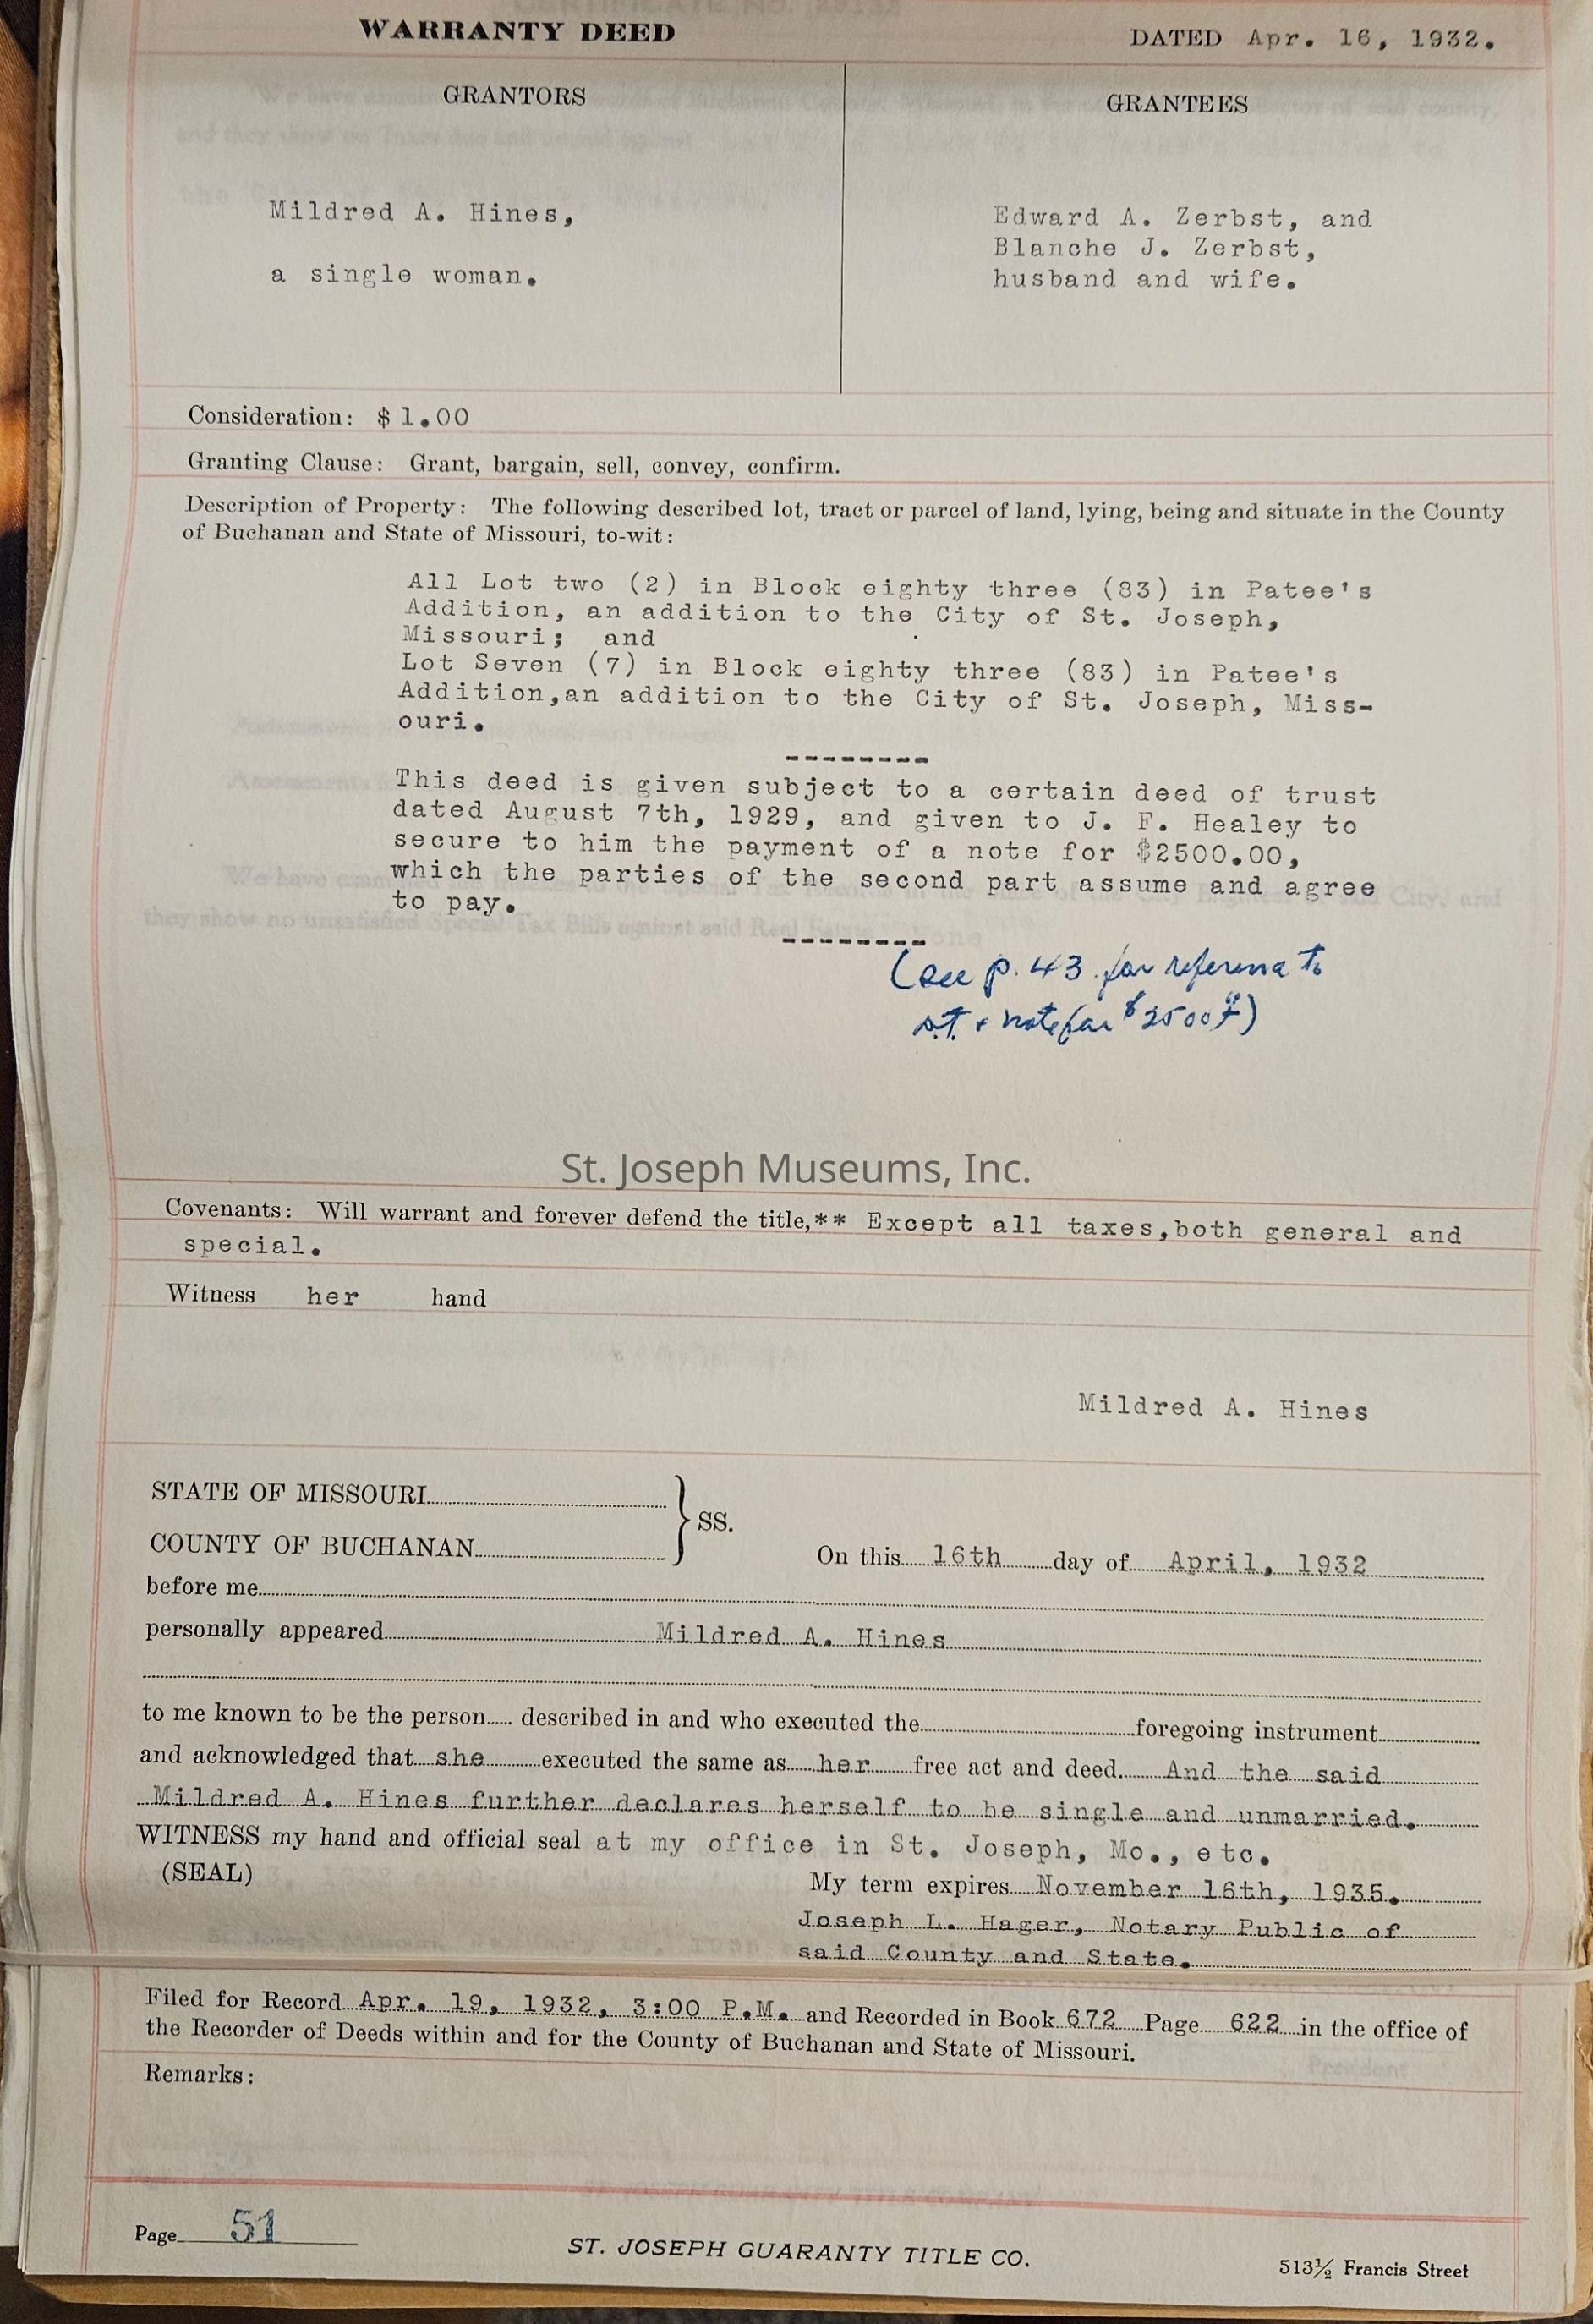 WARRANTY DEED
DATED Apr. 16, 1932.
GRANTORS
GRANTEES
Mildred A. Hines,
a single woman.
Edward A. Zerbst, and
Blanche J. Zerbst,
husband and wife.
Consideration: $ 1.00
Granting Clause: Grant, bargain, sell, convey, confirm.
Description of Property: The following described lot, tract or parcel of land, lying, being and situate in the County
of Buchanan and State of Missouri, to-wit:
All Lot two (2) in Block eighty three (83) in Patee's
Addition, an addition to the City of St. Joseph,
Missouri; and
Lot Seven (7) in Block eighty three (83) in Patee's
Addition,an addition to the City of St. Joseph, Miss-
ouri.
--------
This deed is given subject to a certain deed of trust
dated August 7th, 1929, and given to J. F. Healey to
secure to him the payment of a note for $2500.00,
which the parties of the second part assume and agree
to pay.
--------
(see p. 43 for reference to
D.T. & note for $2500
St. Joseph Museums, Inc.
Covenants: Will warrant and forever defend the title,** Except all taxes,both general and
special.
Witness her hand
Mildred A. Hines
STATE OF MISSOURI
COUNTY OF BUCHANAN
SS.
On this 16th day of April, 1932
before me
personally appeared Mildred A. Hines
to me known to be the person described in and who executed the foregoing instrument
and acknowledged that she executed the same as her free act and deed. And the said
Mildred A. Hines further declares herself to be single and unmarried.
WITNESS my hand and official seal at my office in St. Joseph, Mo., etc.
(SEAL)
My term expires November 16th, 1935.
Joseph L. Hager, Notary Public of
said County and State.
Filed for Record Apr. 19, 1932, 3:00 P.M. and Recorded in Book 672 Page 622 in the office of
the Recorder of Deeds within and for the County of Buchanan and State of Missouri.
Remarks:
Page 51
ST. JOSEPH GUARANTY TITLE CO.
513½ Francis Street